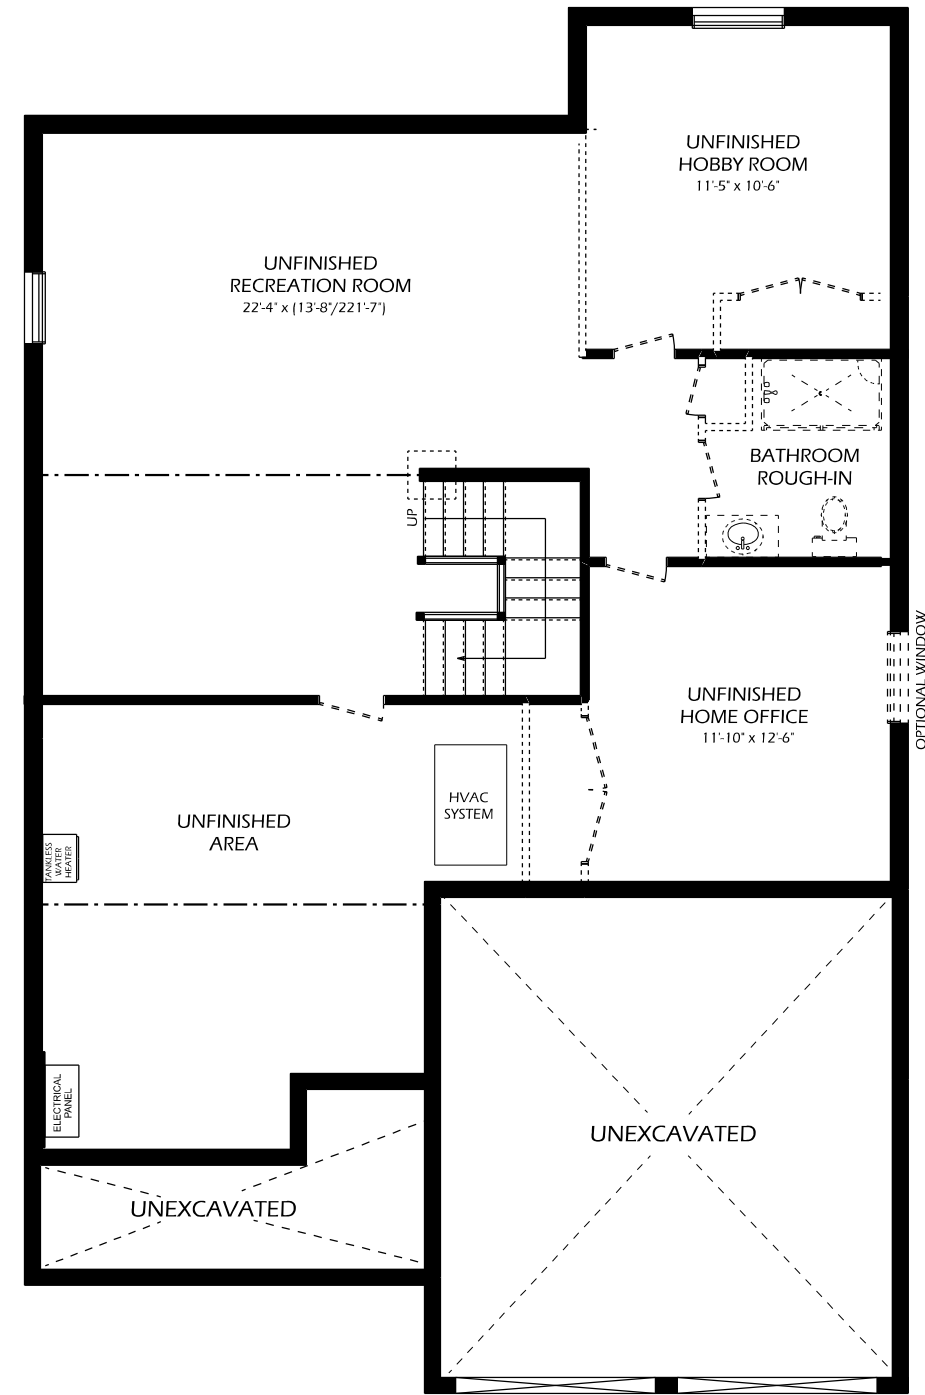 UNFINISHED
HOBBY ROOM
11'-5" x 10'-6"
UNFINISHED
RECREATION ROOM
22'-4" x (13'-8"/221'-7")
BATHROOM
ROUGH-IN
UP
OPTIONAL WINDOW
UNFINISHED
HOME OFFICE
11'-10" x 12'-6"
HVAC
SYSTEM
UNFINISHED
AREA
TANKLESS
WATER
HEATER
ELECTRICAL
PANEL
UNEXCAVATED
UNEXCAVATED